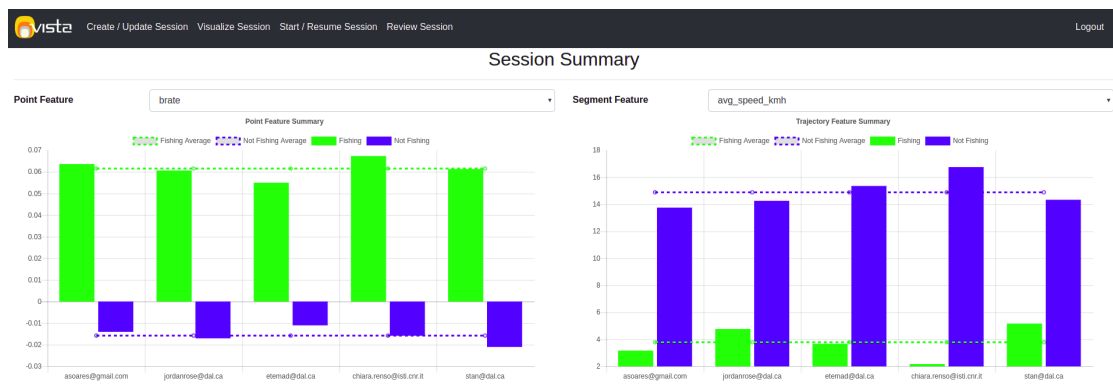 vista Create / Update Session Visualize Session Start / Resume Session Review Session Logout
Session Summary
Point Feature brate Segment Feature avg_speed_kmh
Point Feature Summary
Fishing Average Not Fishing Average Fishing Not Fishing
0.07
0.06
0.05
0.04
0.03
0.02
0.01
0
-0.01
-0.02
-0.03
asoares@gmail.com jordanrose@dal.ca etemad@dal.ca chiara.renso@isti.cnr.it stan@dal.ca
Trajectory Feature Summary
Fishing Average Not Fishing Average Fishing Not Fishing
18
16
14
12
10
8
6
4
2
asoares@gmail.com jordanrose@dal.ca etemad@dal.ca chiara.renso@isti.cnr.it stan@dal.ca